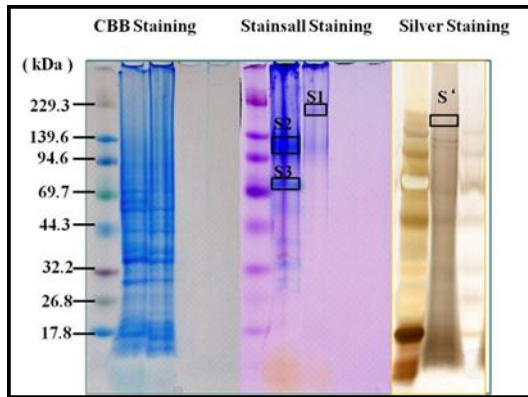 CBB Staining Stainsall Staining Silver Staining
( kDa )
229.3
139.6
94.6
69.7
44.3
32.2
26.8
17.8
S1
S2
S3
S‘